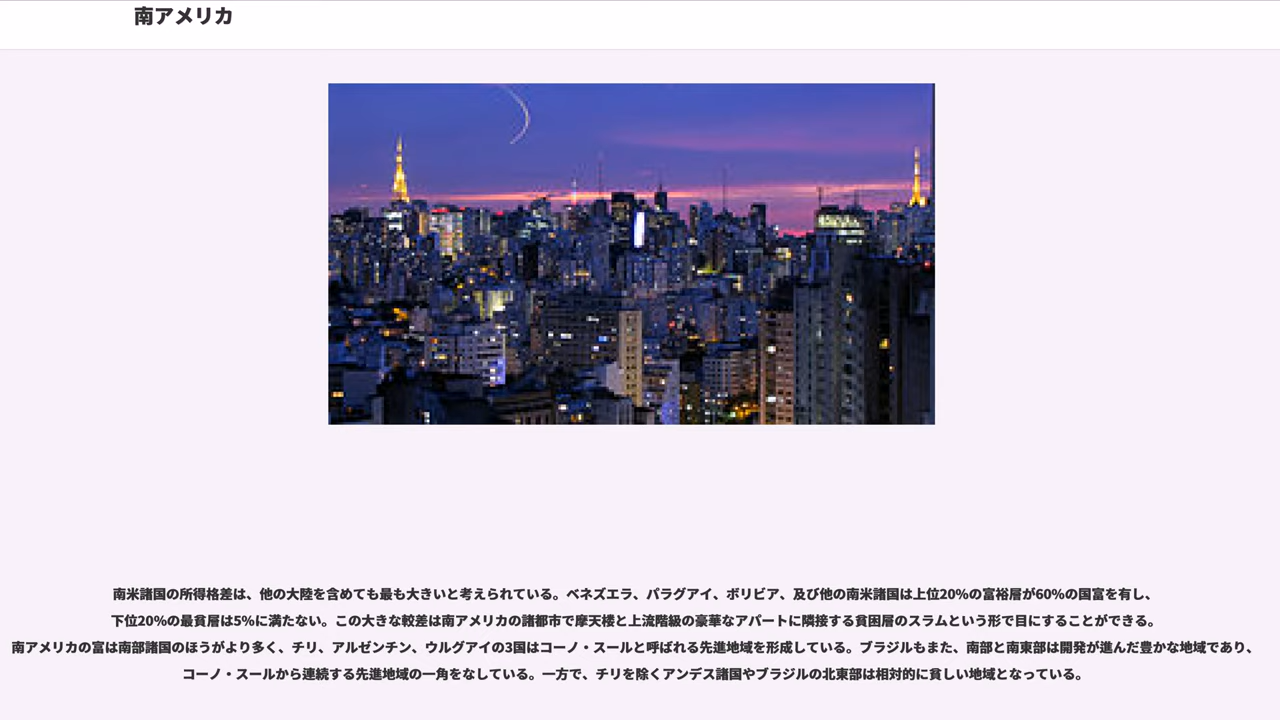 南アメリカ
南米諸国の所得格差は、他の大陸を含めても最も大きいと考えられている。ベネズエラ、パラグアイ、ボリビア、及び他の南米諸国は上位20%の富裕層が60%の国富を有し、
下位20%の最貧層は5%に満たない。この大きな較差は南アメリカの諸都市で摩天楼と上流階級の豪華なアパートに隣接する貧困層のスラムという形で目にすることができる。
南アメリカの富は南部諸国のほうがより多く、チリ、アルゼンチン、ウルグアイの3国はコーノ・スールと呼ばれる先進地域を形成している。ブラジルもまた、南部と南東部は開発が進んだ豊かな地域であり、
コーノ・スールから連続する先進地域の一角をなしている。一方で、チリを除くアンデス諸国やブラジルの北東部は相対的に貧しい地域となっている。